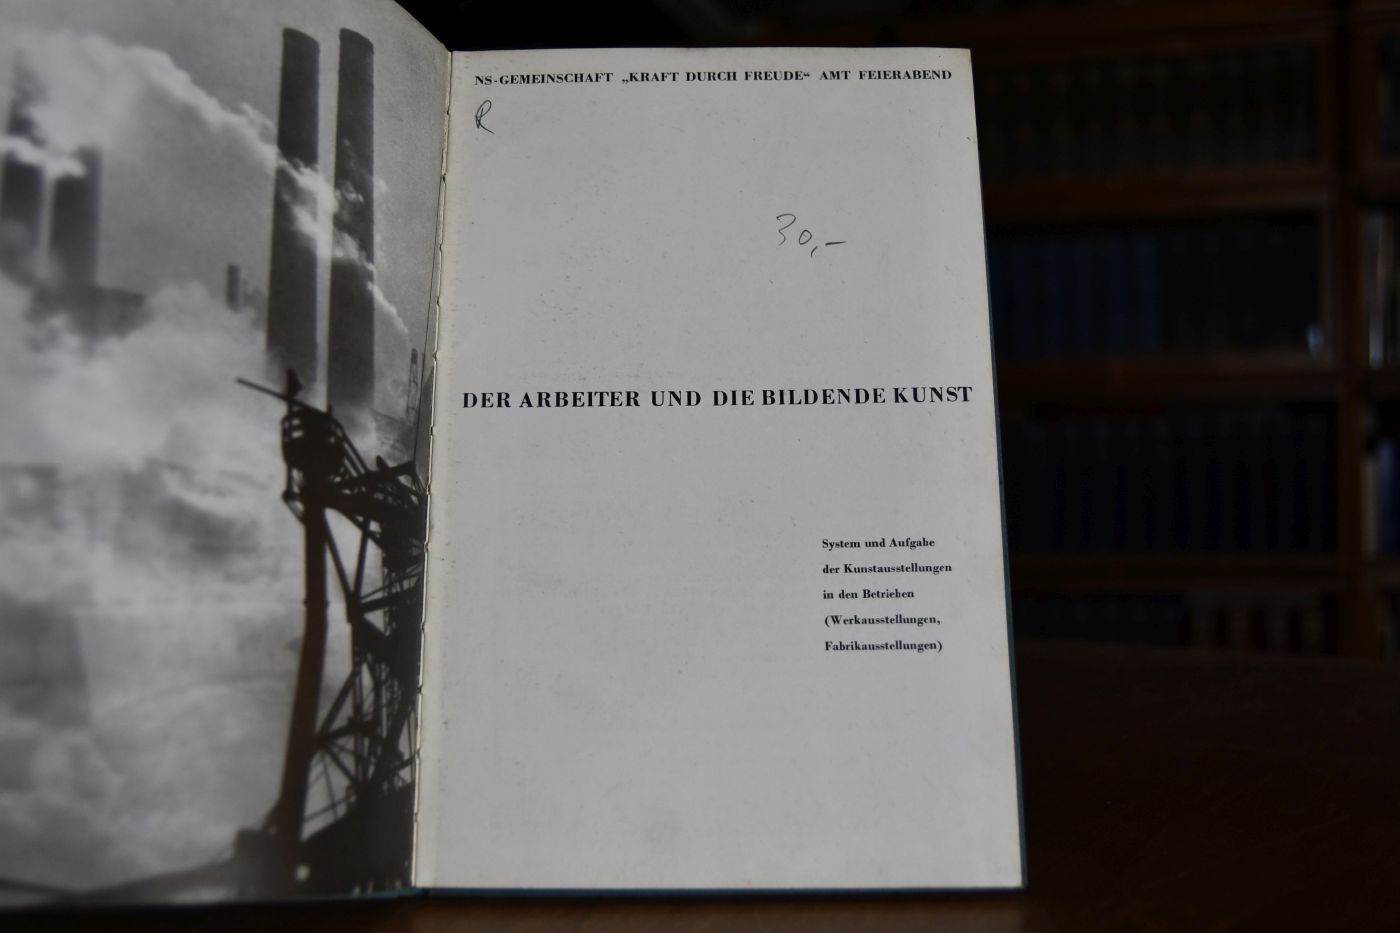 NS-GEMEINSCHAFT „KRAFT DURCH FREUDE“ AMT FEIERABEND
R
30,–
DER ARBEITER UND DIE BILDENDE KUNST
System und Aufgabe
der Kunstausstellungen
in den Betrieben
(Werkausstellungen,
Fabrikausstellungen)